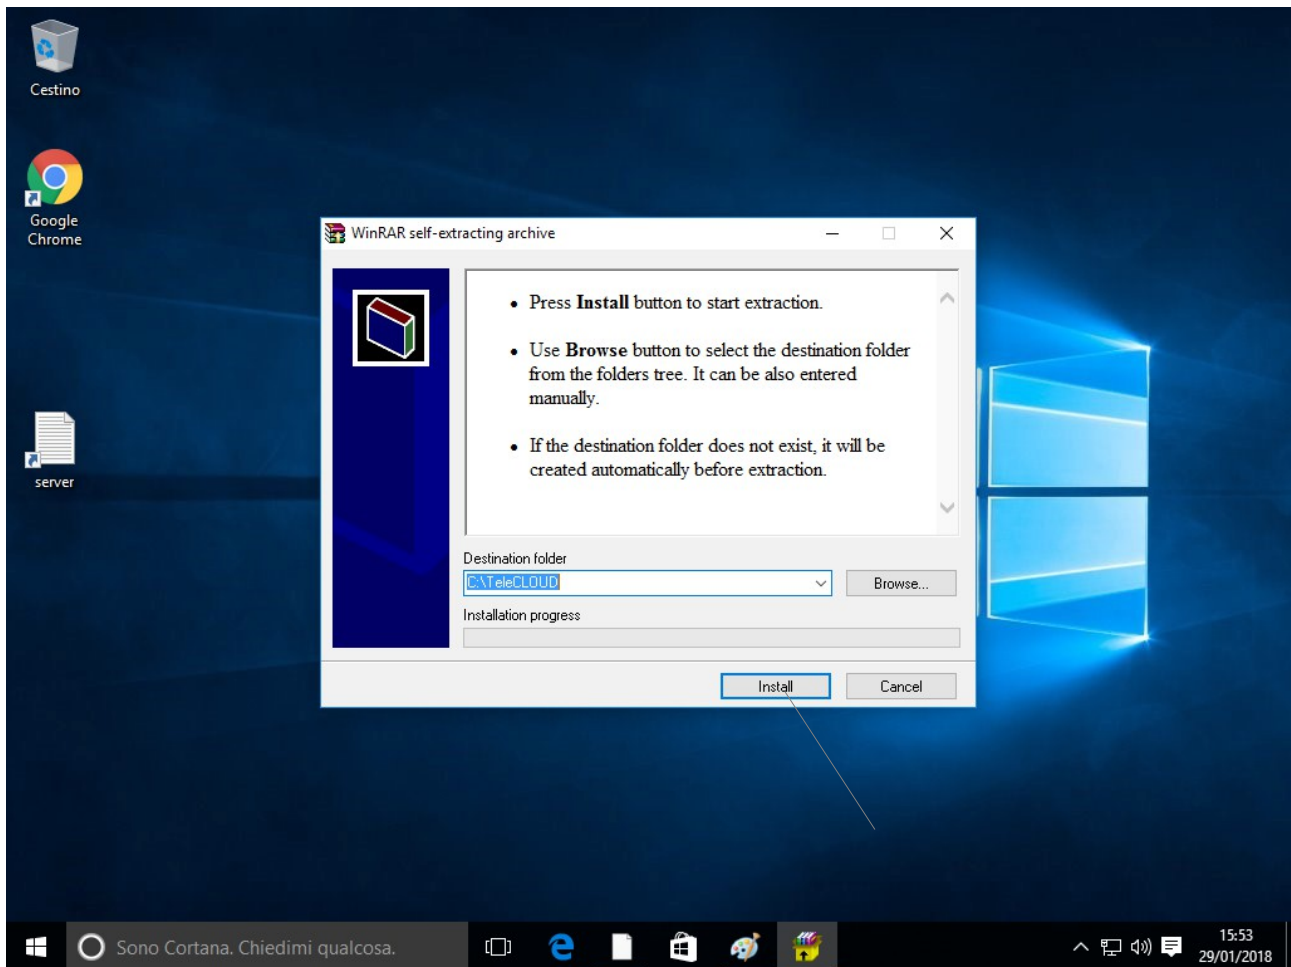 Cestino
Google
Chrome
server
WinRAR self-extracting archive
Press Install button to start extraction.
Use Browse button to select the destination folder
from the folders tree. It can be also entered
manually.
If the destination folder does not exist, it will be
created automatically before extraction.
Destination folder
C:\TeleCLOUD
Browse...
Installation progress
Install
Cancel
Sono Cortana. Chiedimi qualcosa.
15:53
29/01/2018